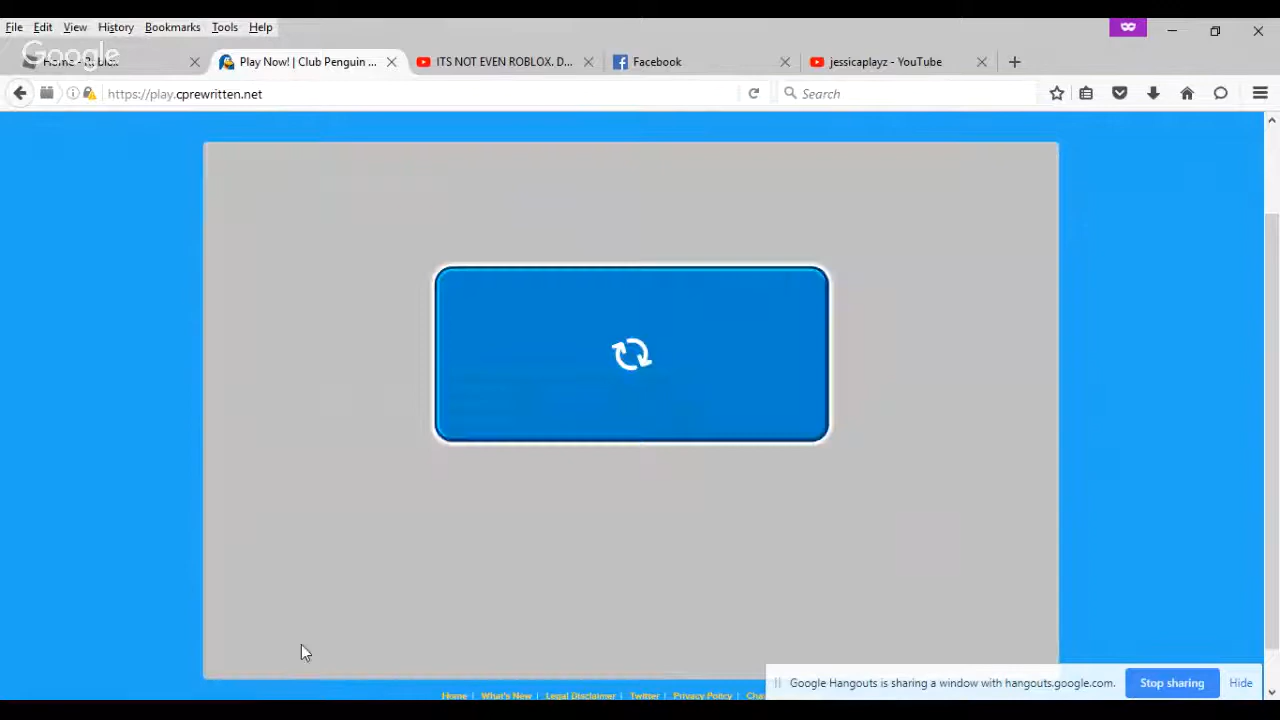 File Edit View History Bookmarks Tools Help
Google
Play Now! | Club Penguin ... ITS NOT EVEN ROBLOX. D... Facebook jessicaplayz - YouTube
https://play.cprewritten.net Search
Google Hangouts is sharing a window with hangouts.google.com. Stop sharing Hide
Home | What's New | Legal Disclaimer | Twitter | Privacy Policy |